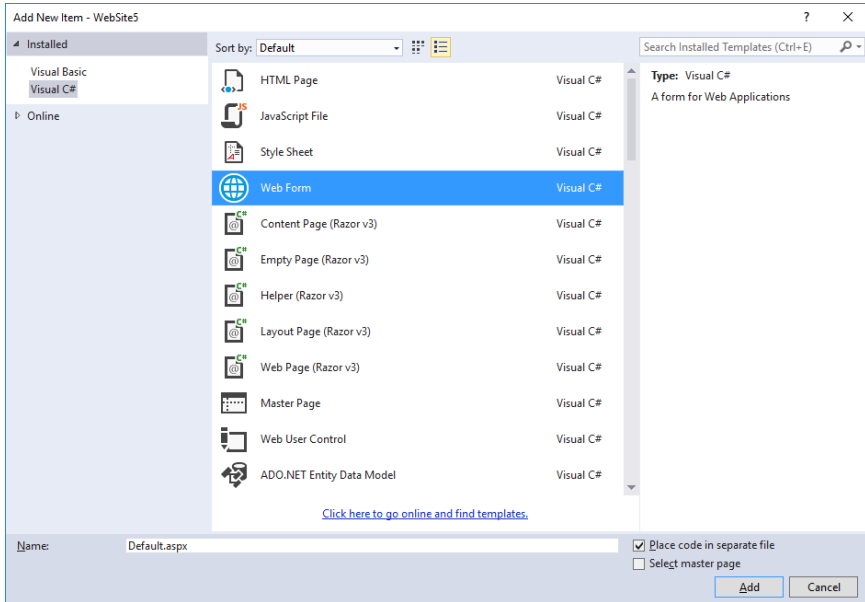 Add New Item - WebSite5
? X
Installed
Visual Basic
Visual C#
Online
Sort by: Default
Search Installed Templates (Ctrl+E)
HTML Page Visual C#
JS JavaScript File Visual C#
A Style Sheet Visual C#
Web Form Visual C#
C# @ Content Page (Razor v3) Visual C#
C# @ Empty Page (Razor v3) Visual C#
C# @ Helper (Razor v3) Visual C#
C# @ Layout Page (Razor v3) Visual C#
C# @ Web Page (Razor v3) Visual C#
Master Page Visual C#
Web User Control Visual C#
ADO.NET Entity Data Model Visual C#
Click here to go online and find templates.
Type: Visual C#
A form for Web Applications
Name: Default.aspx
Place code in separate file
Select master page
Add Cancel